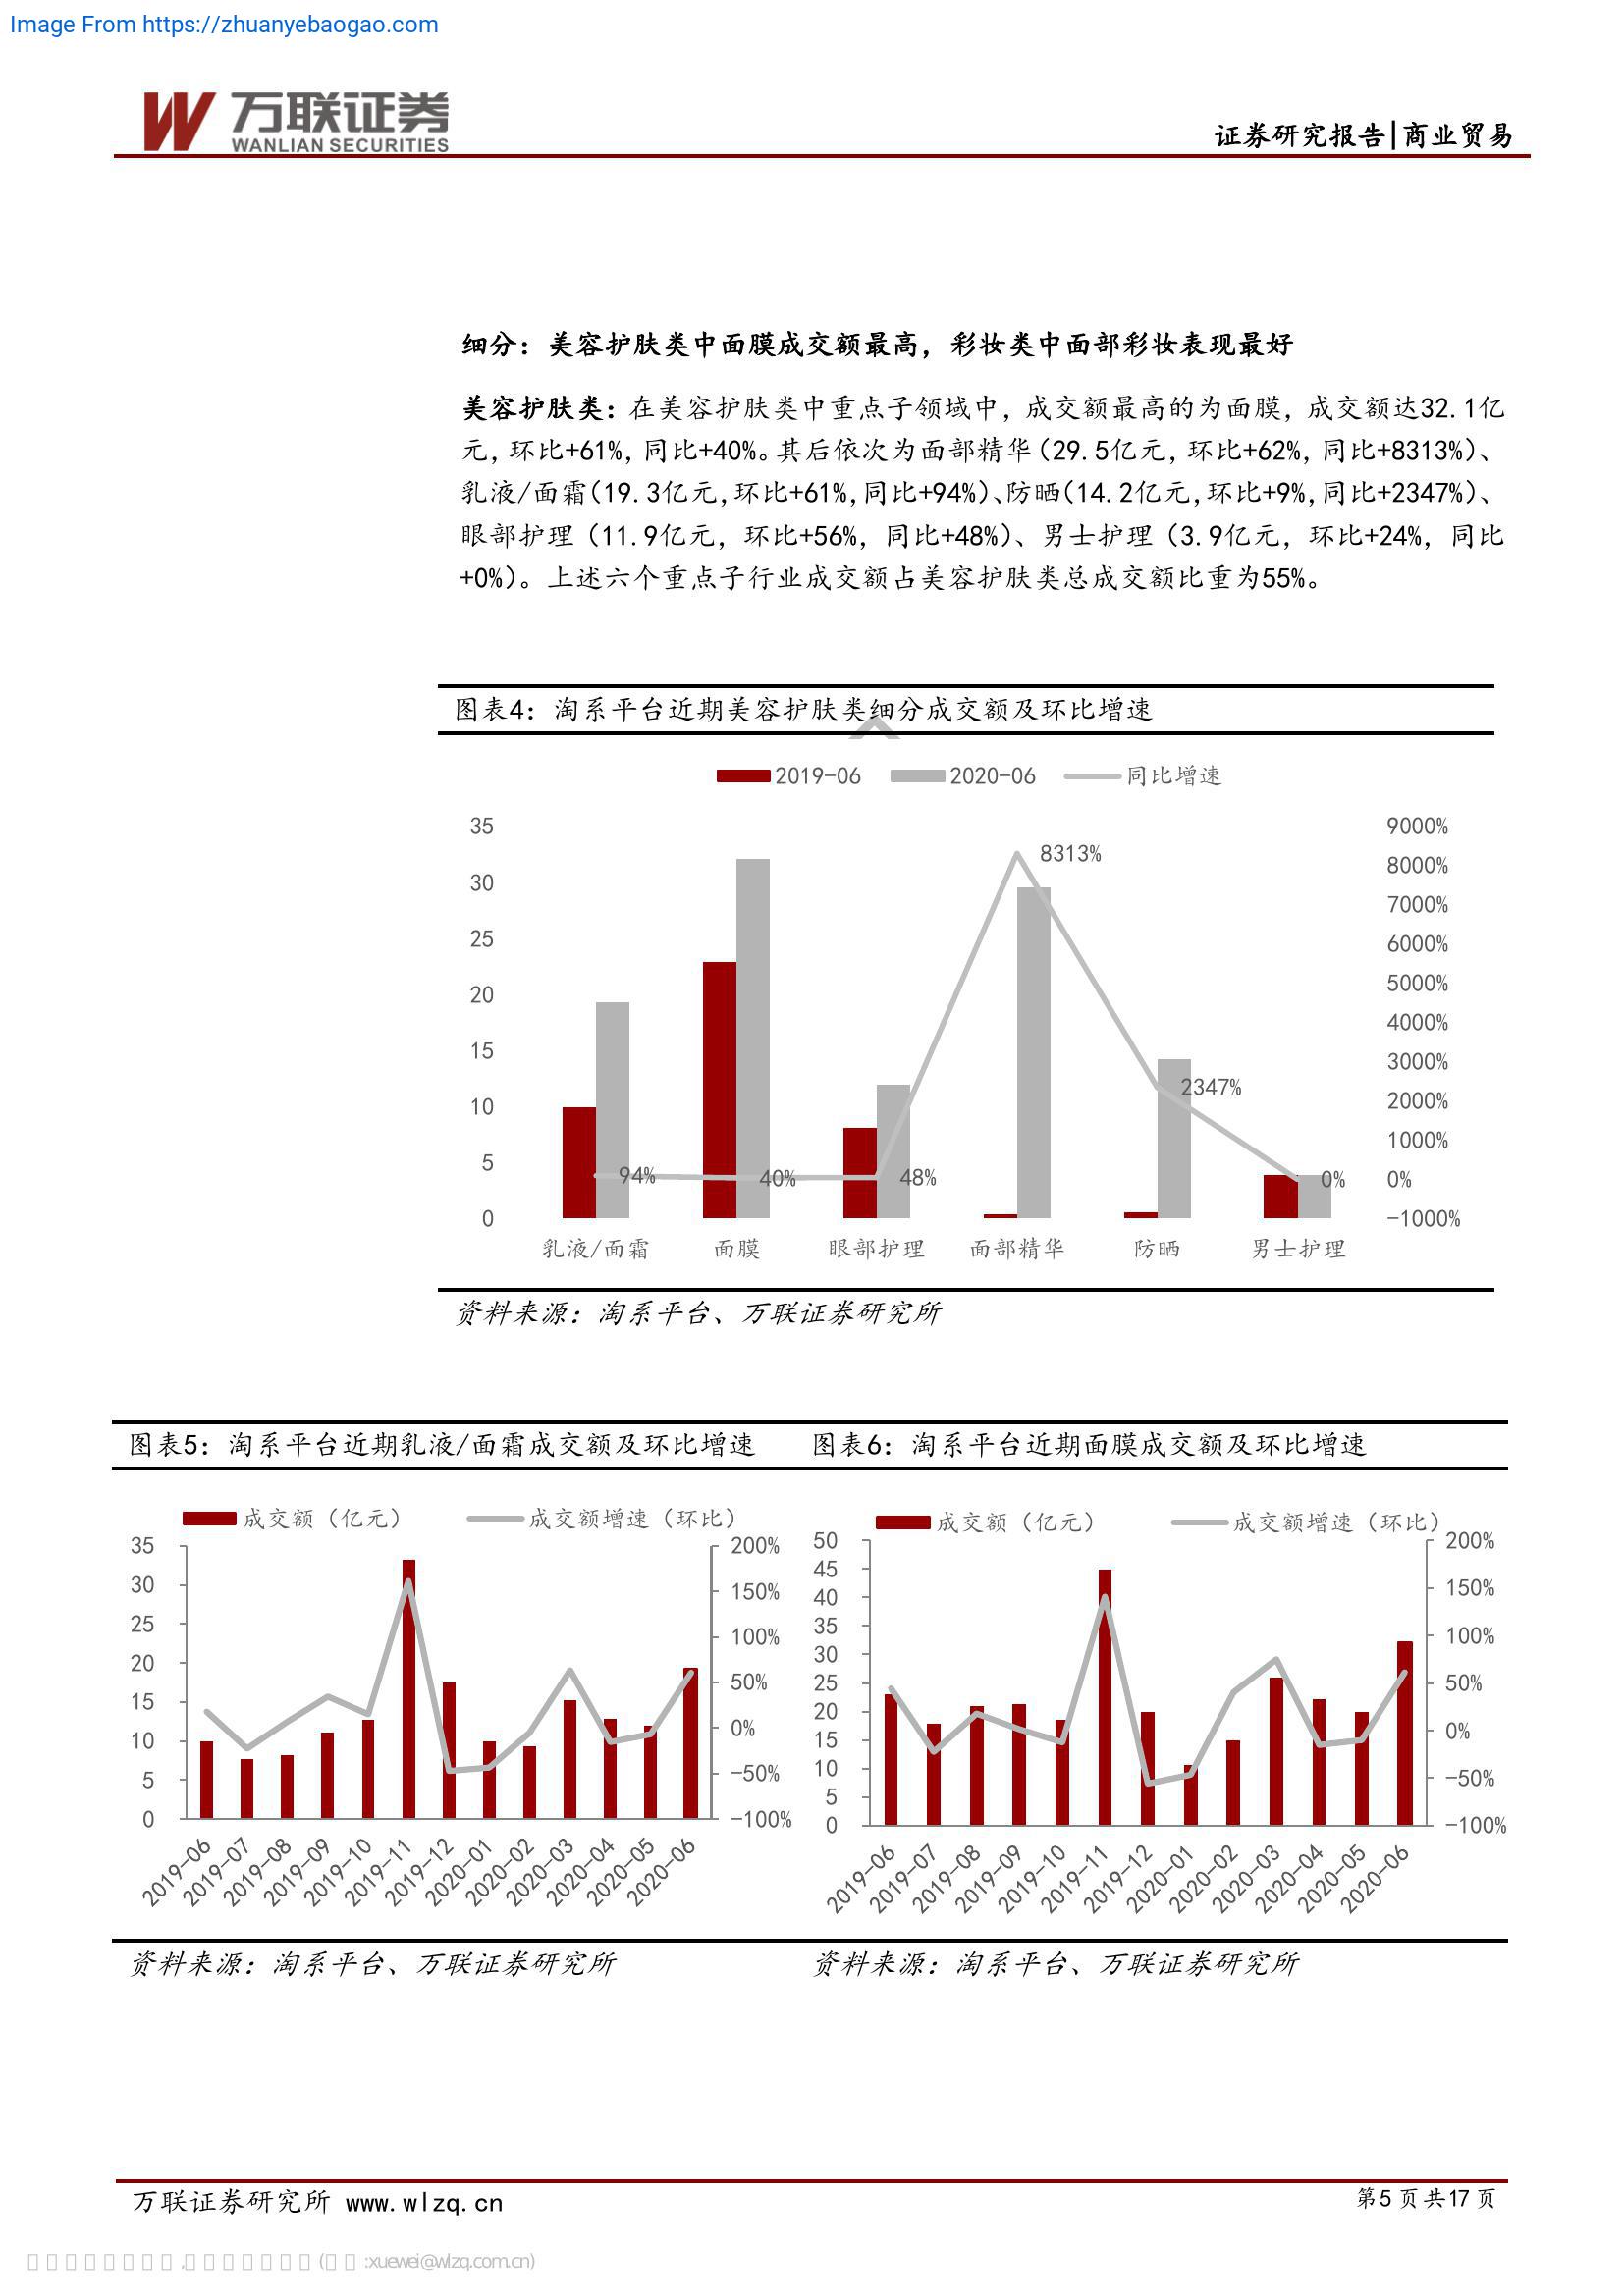 Image From https://zhuanyebaogao.com
万联证券
WANLIAN SECURITIES
证券研究报告|商业贸易
细分：美容护肤类中面膜成交额最高，彩妆类中面部彩妆表现最好
美容护肤类：在美容护肤类中重点子领域中，成交额最高的为面膜，成交额达32.1亿
元，环比+61%，同比+40%。其后依次为面部精华（29.5亿元，环比+62%，同比+8313%）、
乳液/面霜（19.3亿元，环比+61%，同比+94%）、防晒（14.2亿元，环比+9%，同比+2347%）、
眼部护理（11.9亿元，环比+56%，同比+48%）、男士护理（3.9亿元，环比+24%，同比
+0%）。上述六个重点子行业成交额占美容护肤类总成交额比重为55%。
图表4：淘系平台近期美容护肤类细分成交额及环比增速
2019-06 2020-06 同比增速
35 9000%
30 8000%
25 7000%
20 6000%
15 5000%
10 4000%
5 3000%
0 2000%
1000%
0%
-1000%
94% 40% 48% 8313% 2347% 0%
乳液/面霜 面膜 眼部护理 面部精华 防晒 男士护理
资料来源：淘系平台、万联证券研究所
图表5：淘系平台近期乳液/面霜成交额及环比增速
成交额（亿元） 成交额增速（环比）
35 200%
30 150%
25 100%
20 50%
15 0%
10 -50%
5 -100%
0
2019-06 2019-07 2019-08 2019-09 2019-10 2019-11 2019-12 2020-01 2020-02 2020-03 2020-04 2020-05 2020-06
资料来源：淘系平台、万联证券研究所
图表6：淘系平台近期面膜成交额及环比增速
成交额（亿元） 成交额增速（环比）
50 200%
45 150%
40 100%
35 50%
30 0%
25 -50%
20 -100%
15
10
5
0
2019-06 2019-07 2019-08 2019-09 2019-10 2019-11 2019-12 2020-01 2020-02 2020-03 2020-04 2020-05 2020-06
资料来源：淘系平台、万联证券研究所
万联证券研究所 www.wlzq.cn
第5页共17页
:xuewei@wlzq.com.cn)